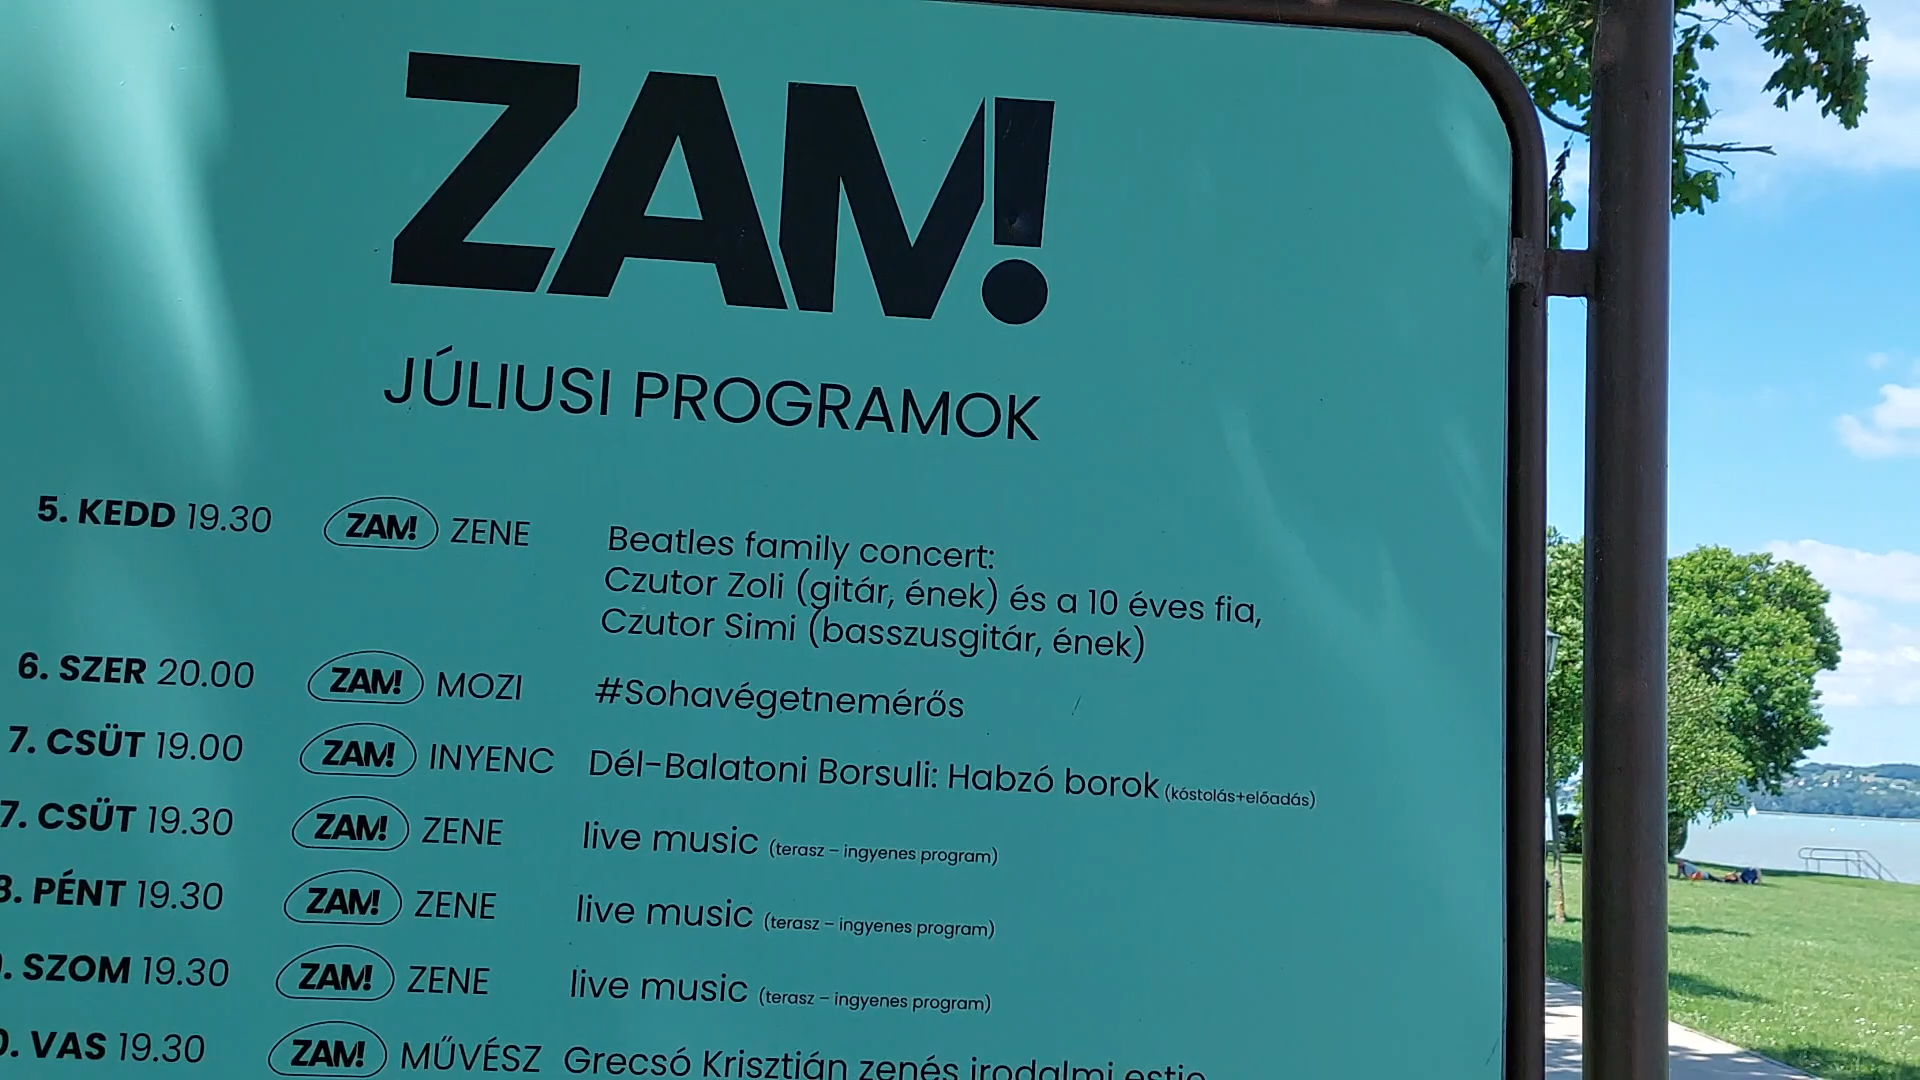 ZAM!
JÚLIUSI PROGRAMOK
5. KEDD 19.30 ZAM! ZENE Beatles family concert:
Czutor Zoli (gitár, ének) és a 10 éves fia,
Czutor Simi (basszusgitár, ének)
6. SZER 20.00 ZAM! MOZI #Sohavégetnemérős
7. CSÜT 19.00 ZAM! INYENC Dél-Balatoni Borsuli: Habzó borok (kóstolás+előadás)
7. CSÜT 19.30 ZAM! ZENE live music (terasz – ingyenes program)
8. PÉNT 19.30 ZAM! ZENE live music (terasz – ingyenes program)
. SZOM 19.30 ZAM! ZENE live music (terasz – ingyenes program)
. VAS 19.30 ZAM! MŰVÉSZ Grecsó Krisztián zenés irodalmi estje